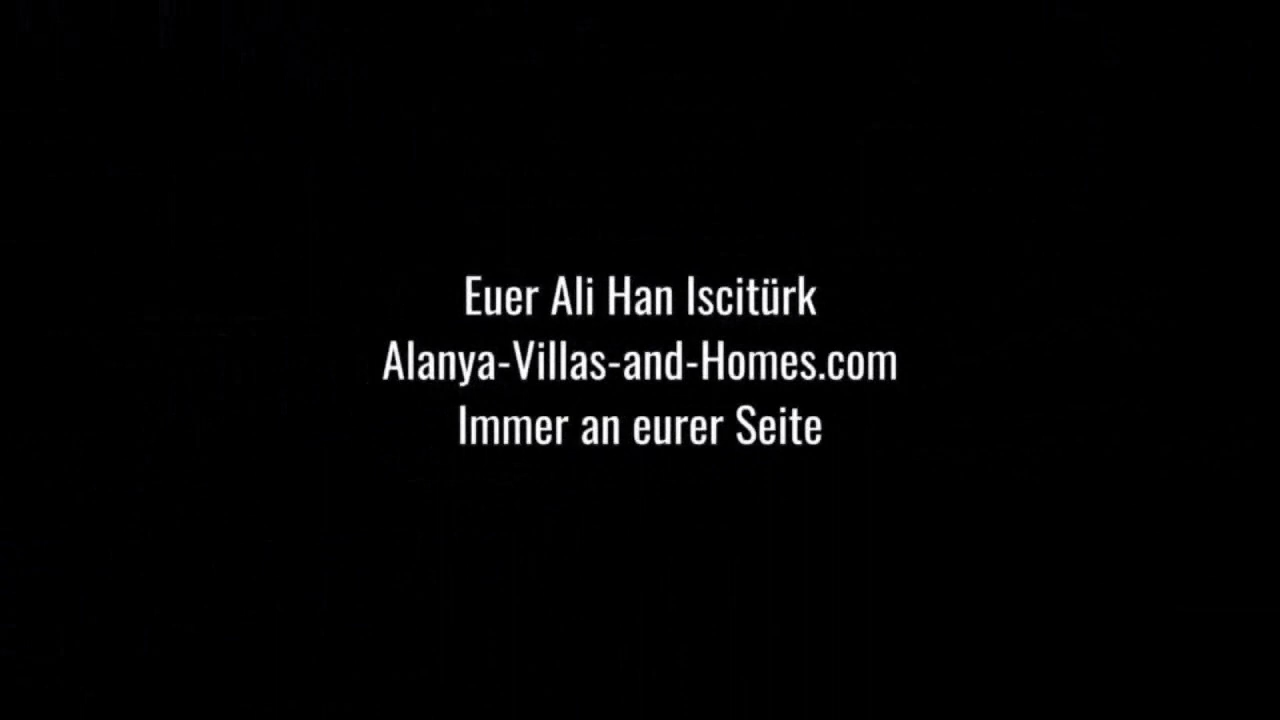 Euer Ali Han Iscitürk
Alanya-Villas-and-Homes.com
Immer an eurer Seite